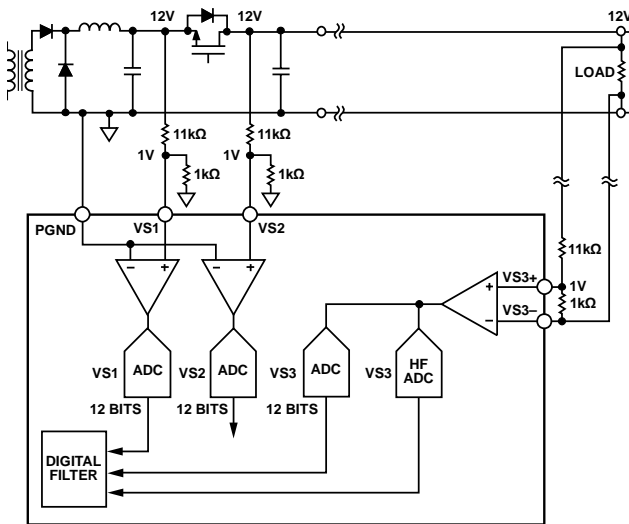 12V 12V 12V
LOAD
11kΩ 11kΩ
1V 1V
1kΩ 1kΩ
PGND VS1 VS2
11kΩ
VS3+ 1V
1kΩ
VS3–
– + – + +
–
VS1 ADC VS2 ADC VS3 ADC VS3 HF
ADC
12 BITS 12 BITS 12 BITS
DIGITAL
FILTER